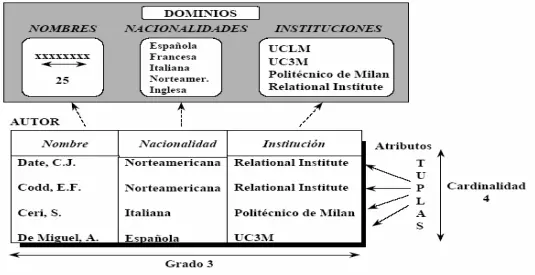 DOMINIOS
NOMBRES NACIONALIDADES INSTITUCIONES
xxxxxxxx
25
Española
Francesa
Italiana
Norteamer.
Inglesa
UCLM
UC3M
Politécnico de Milan
Relational Institute
AUTOR
Nombre Nacionalidad Institución Atributos
Date, C.J. Norteamericana Relational Institute
Codd, E.F. Norteamericana Relational Institute
Ceri, S. Italiana Politécnico de Milan
De Miguel, A. Española UC3M
T
U
P
L
A
S
Cardinalidad
4
Grado 3